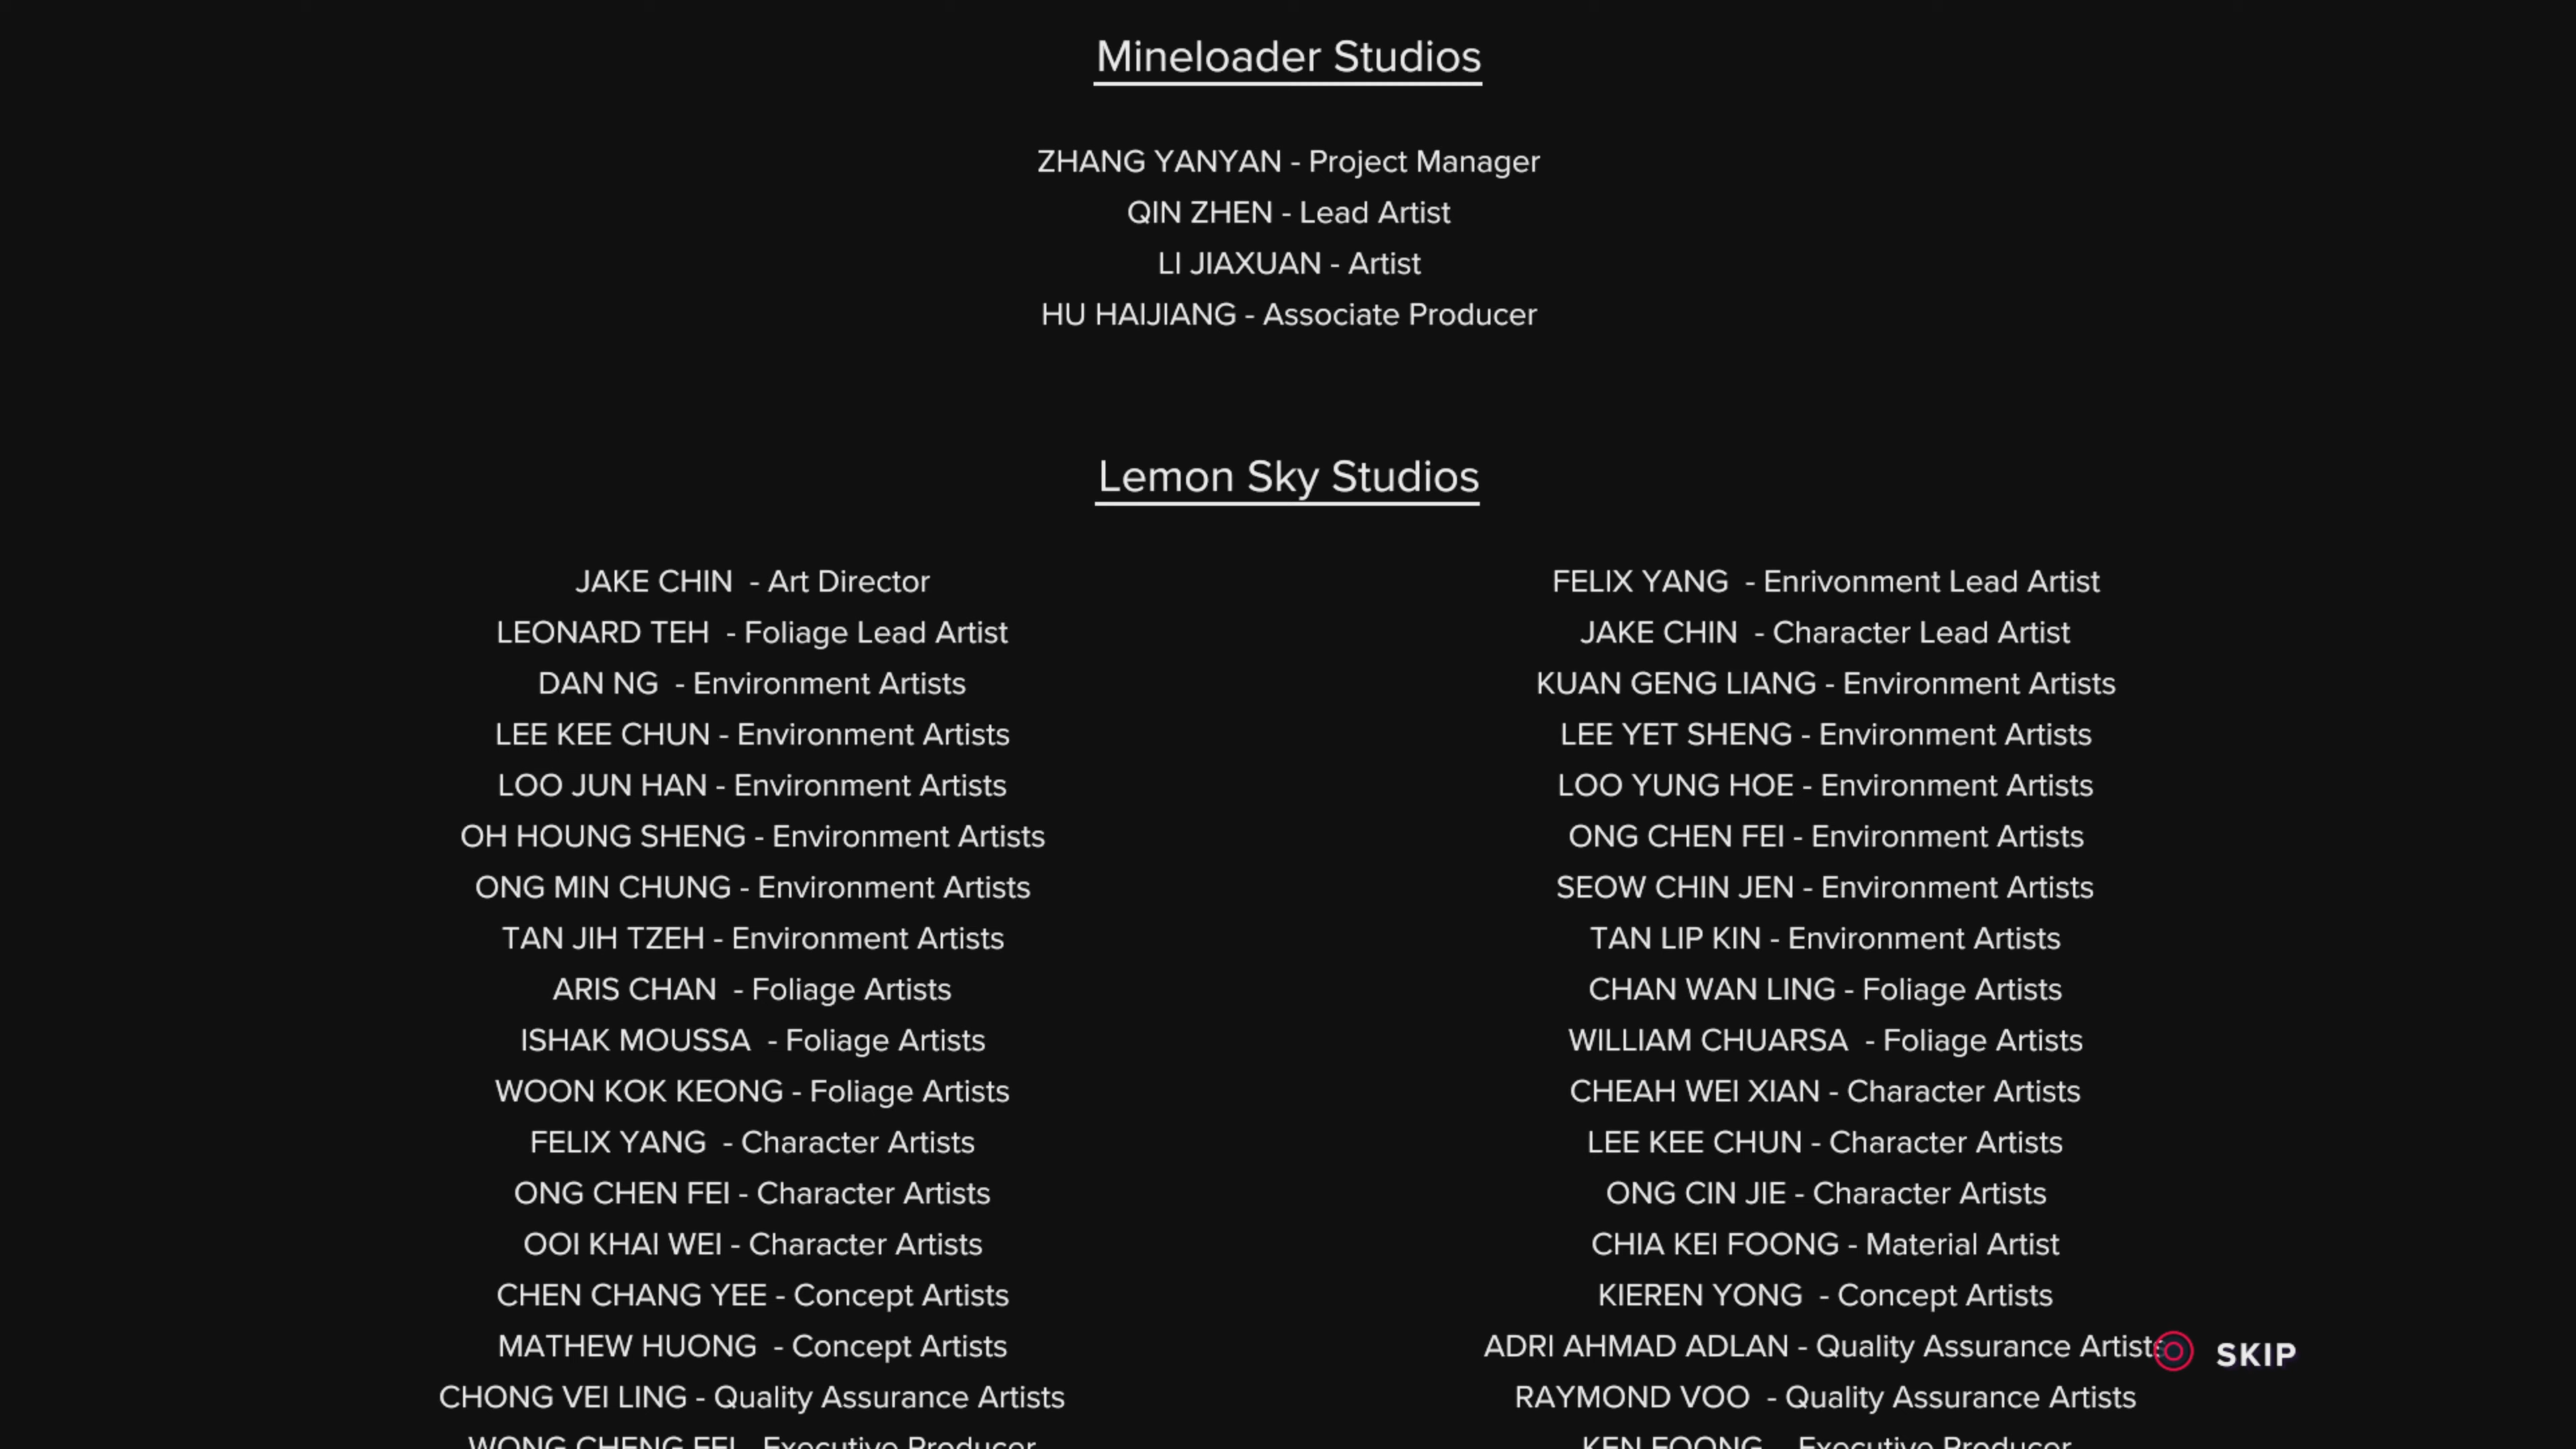 Mineloader Studios
ZHANG YANYAN - Project Manager
QIN ZHEN - Lead Artist
LI JIAXUAN - Artist
HU HAIJIANG - Associate Producer
Lemon Sky Studios
JAKE CHIN - Art Director
FELIX YANG - Enrivonment Lead Artist
LEONARD TEH - Foliage Lead Artist
JAKE CHIN - Character Lead Artist
DAN NG - Environment Artists
KUAN GENG LIANG - Environment Artists
LEE KEE CHUN - Environment Artists
LEE YET SHENG - Environment Artists
LOO JUN HAN - Environment Artists
LOO YUNG HOE - Environment Artists
OH HOUNG SHENG - Environment Artists
ONG CHEN FEI - Environment Artists
ONG MIN CHUNG - Environment Artists
SEOW CHIN JEN - Environment Artists
TAN JIH TZEH - Environment Artists
TAN LIP KIN - Environment Artists
ARIS CHAN - Foliage Artists
CHAN WAN LING - Foliage Artists
ISHAK MOUSSA - Foliage Artists
WILLIAM CHUARSA - Foliage Artists
WOON KOK KEONG - Foliage Artists
CHEAH WEI XIAN - Character Artists
FELIX YANG - Character Artists
LEE KEE CHUN - Character Artists
ONG CHEN FEI - Character Artists
ONG CIN JIE - Character Artists
OOI KHAI WEI - Character Artists
CHIA KEI FOONG - Material Artist
CHEN CHANG YEE - Concept Artists
KIEREN YONG - Concept Artists
MATHEW HUONG - Concept Artists
ADRI AHMAD ADLAN - Quality Assurance Artists
SKIP
CHONG VEI LING - Quality Assurance Artists
RAYMOND VOO - Quality Assurance Artists
WONG CHENG FEI - Executive Producer
KEN FOONG - Executive Producer